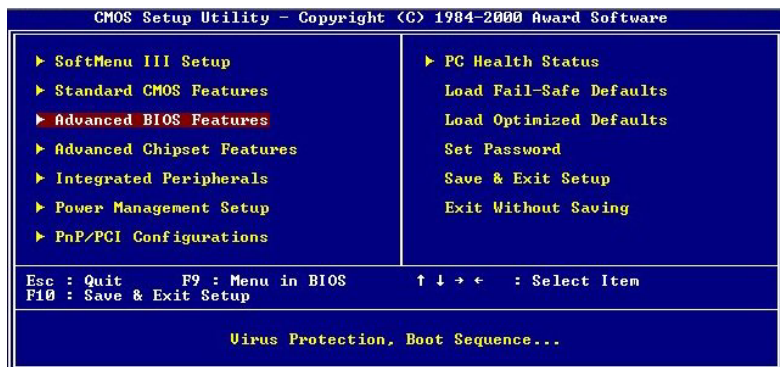 CMOS Setup Utility - Copyright (C) 1984-2000 Award Software
► SoftMenu III Setup
► Standard CMOS Features
► Advanced BIOS Features
► Advanced Chipset Features
► Integrated Peripherals
► Power Management Setup
► PnP/PCI Configurations
► PC Health Status
Load Fail-Safe Defaults
Load Optimized Defaults
Set Password
Save & Exit Setup
Exit Without Saving
Esc : Quit F9 : Menu in BIOS ↑ ↓ → ← : Select Item
F10 : Save & Exit Setup
Virus Protection, Boot Sequence...